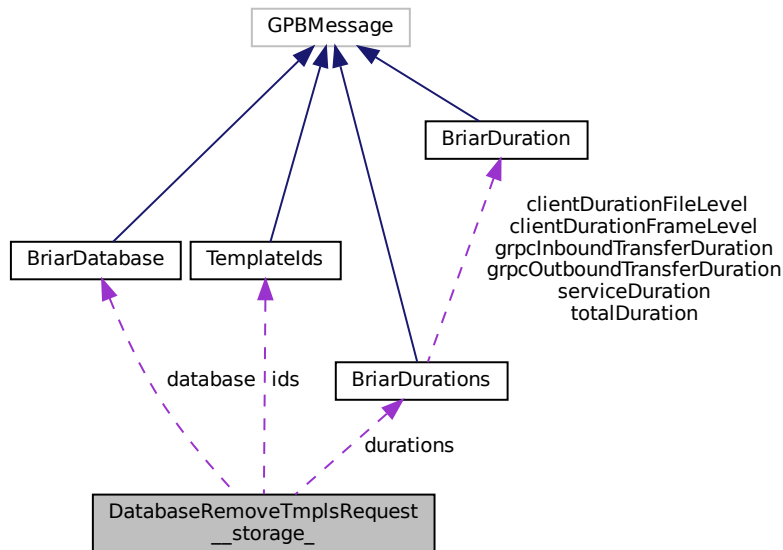 GPBMessage
BriarDuration
clientDurationFileLevel
clientDurationFrameLevel
grpcInboundTransferDuration
grpcOutboundTransferDuration
serviceDuration
totalDuration
BriarDatabase
TemplateIds
BriarDurations
database
ids
durations
DatabaseRemoveTmplsRequest
__storage_